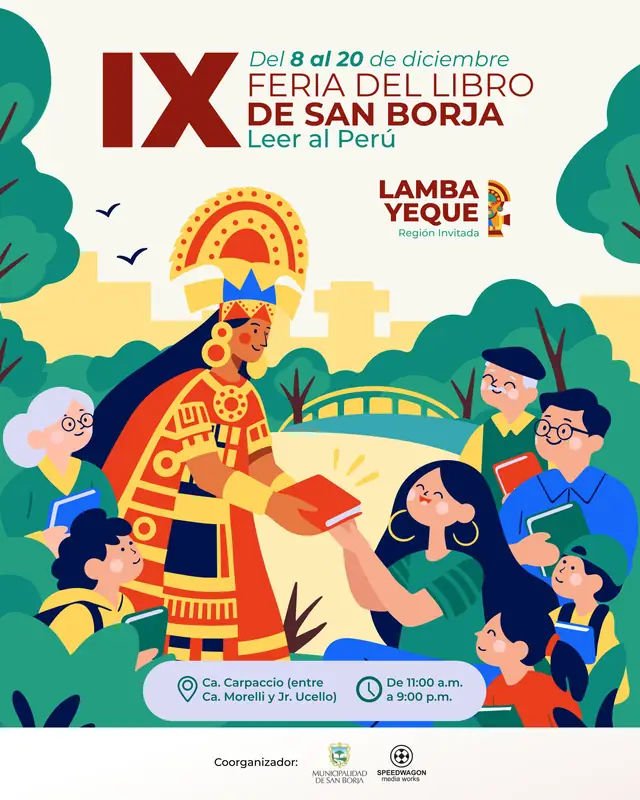 IX
Del 8 al 20 de diciembre
FERIA DEL LIBRO
DE SAN BORJA
Leer al Perú
LAMBA
YEQUE
Región Invitada
Ca. Carpaccio (entre
Ca. Morelli y Jr. Ucello)
De 11:00 a.m.
a 9:00 p.m.
Coorganizador:
MUNICIPALIDAD
DE SAN BORJA
SPEEDWAGON
media works